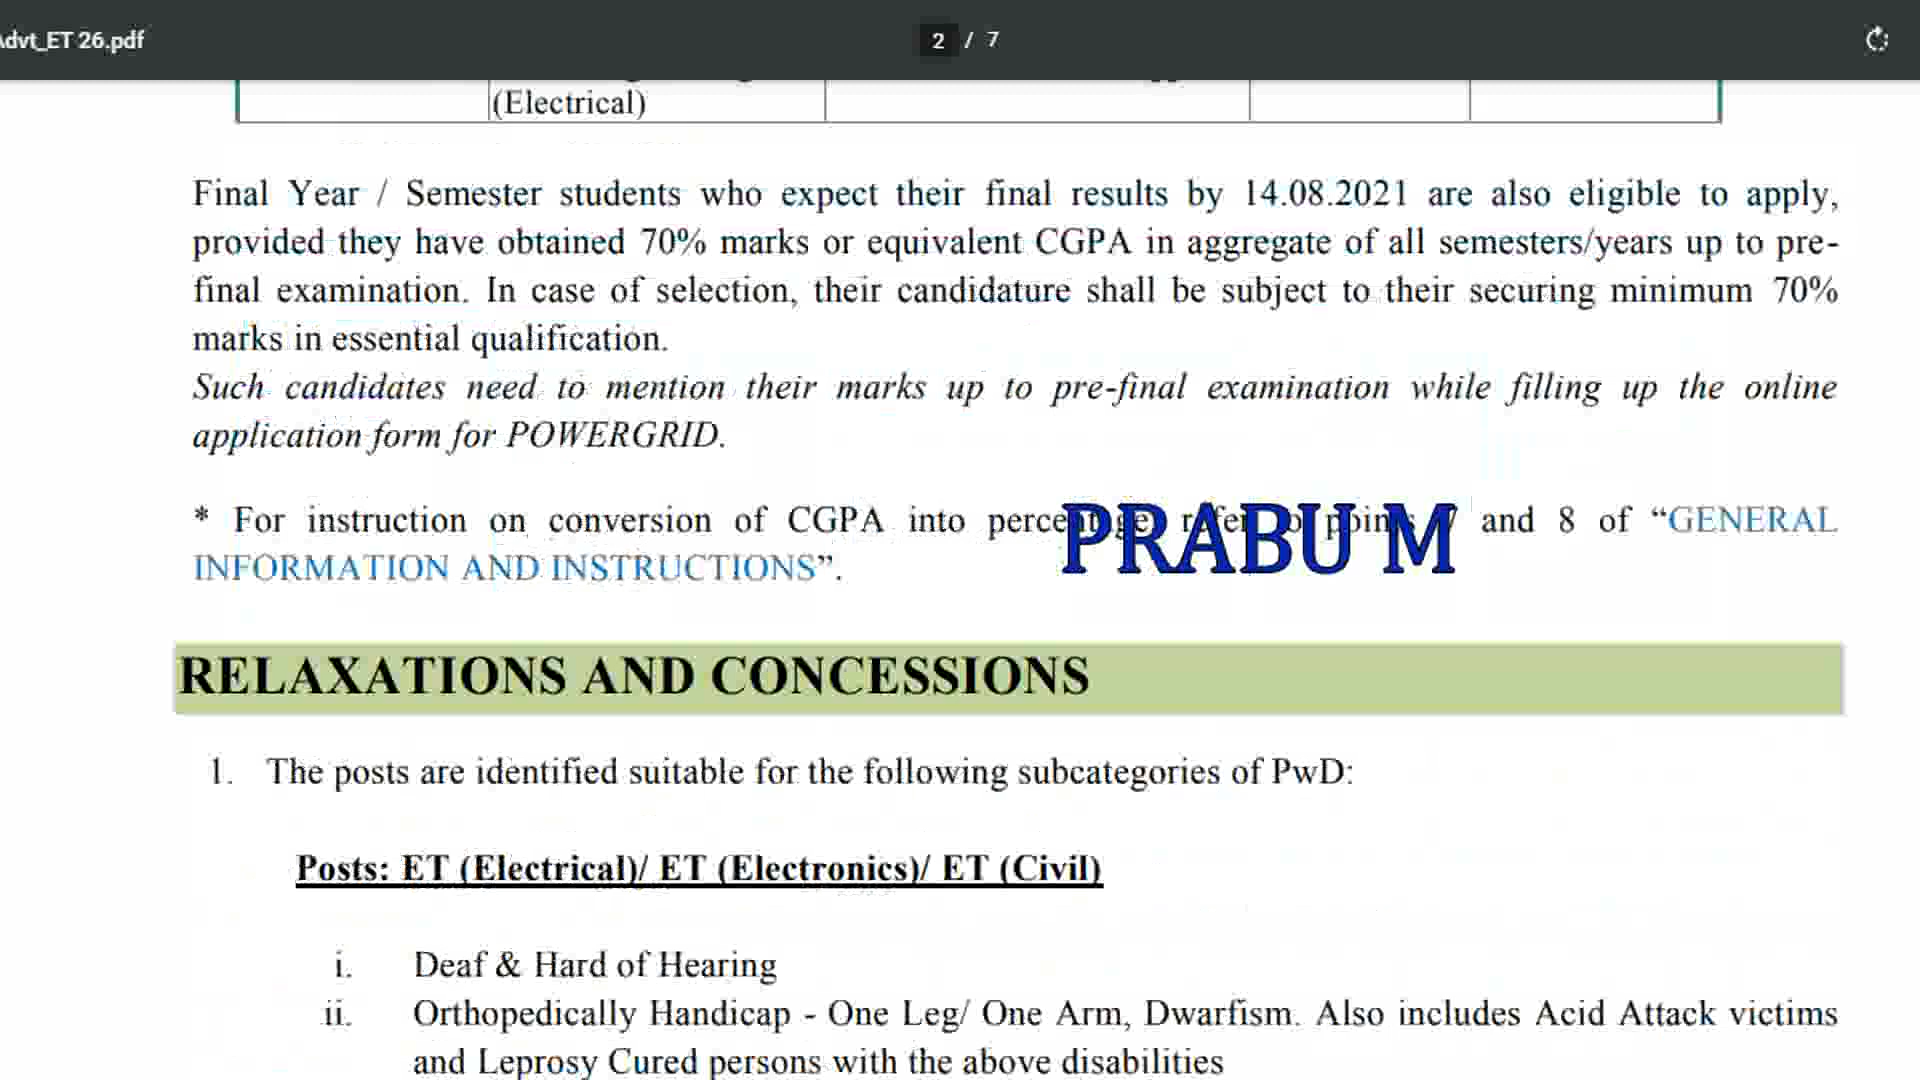 Advt_ET 26.pdf
2 / 7
(Electrical)
Final Year / Semester students who expect their final results by 14.08.2021 are also eligible to apply,
provided they have obtained 70% marks or equivalent CGPA in aggregate of all semesters/years up to pre-
final examination. In case of selection, their candidature shall be subject to their securing minimum 70%
marks in essential qualification.
Such candidates need to mention their marks up to pre-final examination while filling up the online
application form for POWERGRID.
* For instruction on conversion of CGPA into and 8 of “GENERAL
INFORMATION AND INSTRUCTIONS”.
PRABU M
RELAXATIONS AND CONCESSIONS
1. The posts are identified suitable for the following subcategories of PwD:
Posts: ET (Electrical)/ ET (Electronics)/ ET (Civil)
i. Deaf & Hard of Hearing
ii. Orthopedically Handicap - One Leg/ One Arm, Dwarfism. Also includes Acid Attack victims
and Leprosy Cured persons with the above disabilities